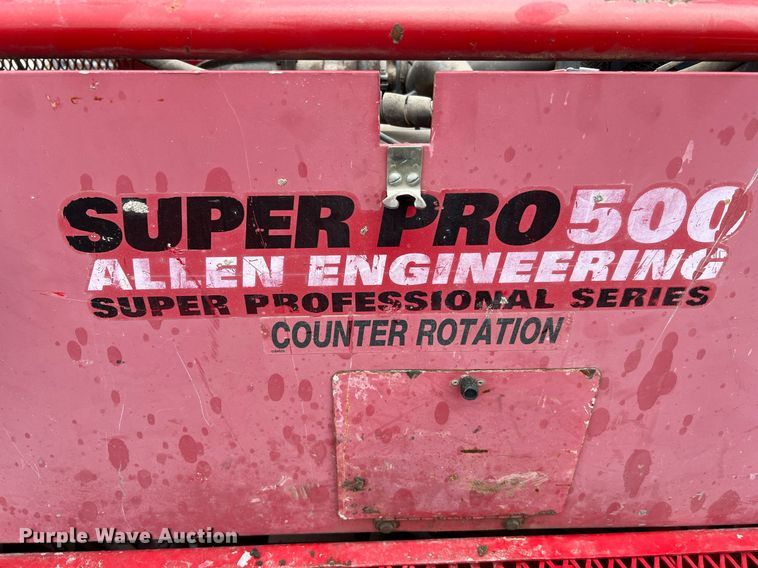 SUPER PRO 500
ALLEN ENGINEERING
SUPER PROFESSIONAL SERIES
COUNTER ROTATION
Purple Wave Auction